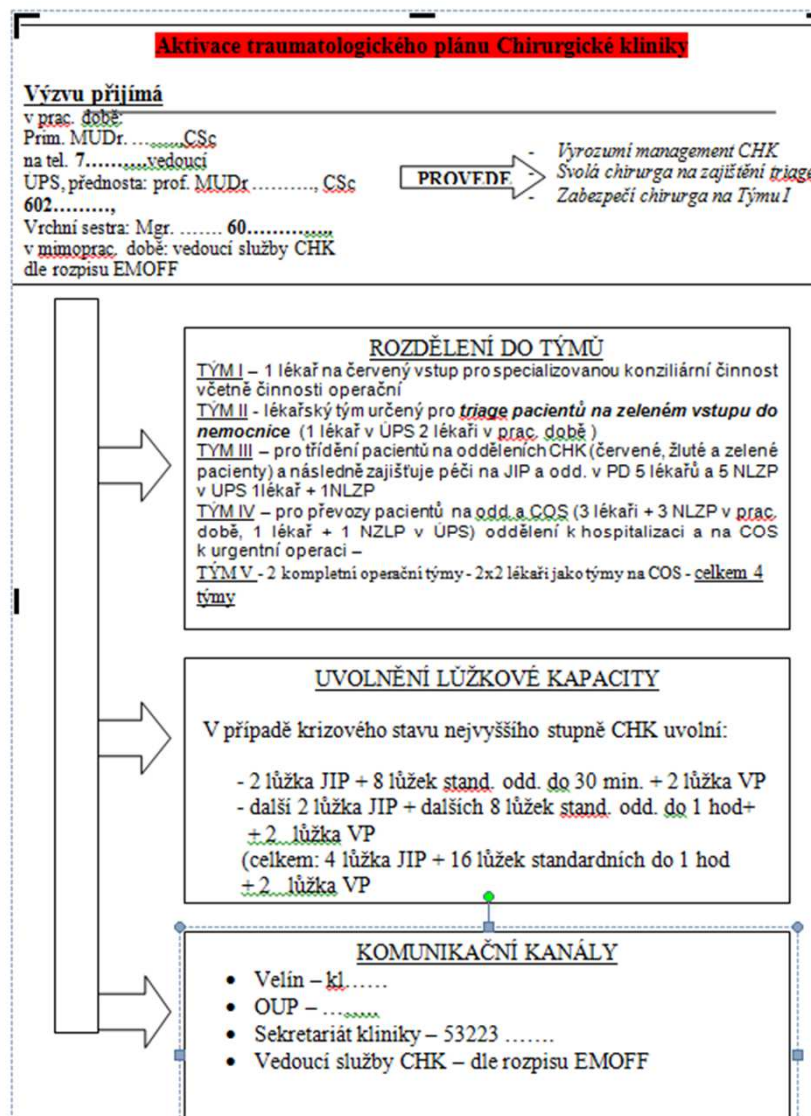 Aktivace traumatologického plánu Chirurgické kliniky
Výzvu přijímá
v prac. době:
Prim. MUDr. ........,CSc
na tel. 7..........vedoucí
ÚPS, přednosta: prof. MUDr .........., CSc
602.........,
Vrchní sestra: Mgr. ....... 60.............
v mimoprac. době: vedoucí služby CHK
dle rozpisu EMOFF
PROVEDE
- Vyrozumí management CHK
- Svolá chirurga na zajištění triage
- Zabezpečí chirurga na Týmu I
ROZDĚLENÍ DO TÝMŮ
TÝM I – 1 lékař na červený vstup pro specializovanou konziliární činnost
včetně činnosti operační
TÝM II - lékařský tým určený pro triage pacientů na zeleném vstupu do
nemocnice (1 lékař v ÚPS 2 lékaři v prac. době )
TÝM III – pro třídění pacientů na odděleních CHK (červené, žluté a zelené
pacienty) a následně zajišťuje péči na JIP a odd. v PD 5 lékařů a 5 NLZP
v UPS 1lékař + 1NLZP
TÝM IV – pro převozy pacientů na odd. a COS (3 lékaři + 3 NLZP v prac.
době, 1 lékař + 1 NZLP v ÚPS) oddělení k hospitalizaci a na COS
k urgentní operaci –
TÝM V - 2 kompletní operační týmy - 2x2 lékaři jako týmy na COS - celkem 4
týmy
UVOLNĚNÍ LŮŽKOVÉ KAPACITY
V případě krizového stavu nejvyššího stupně CHK uvolní:
- 2 lůžka JIP + 8 lůžek stand. odd. do 30 min. + 2 lůžka VP
- další 2 lůžka JIP + dalších 8 lůžek stand. odd. do 1 hod+
+ 2 lůžka VP
(celkem: 4 lůžka JIP + 16 lůžek standardních do 1 hod
+ 2 lůžka VP
KOMUNIKAČNÍ KANÁLY
• Velín – kl......
• OUP – ........
• Sekretariát kliniky – 53223 .......
• Vedoucí služby CHK – dle rozpisu EMOFF